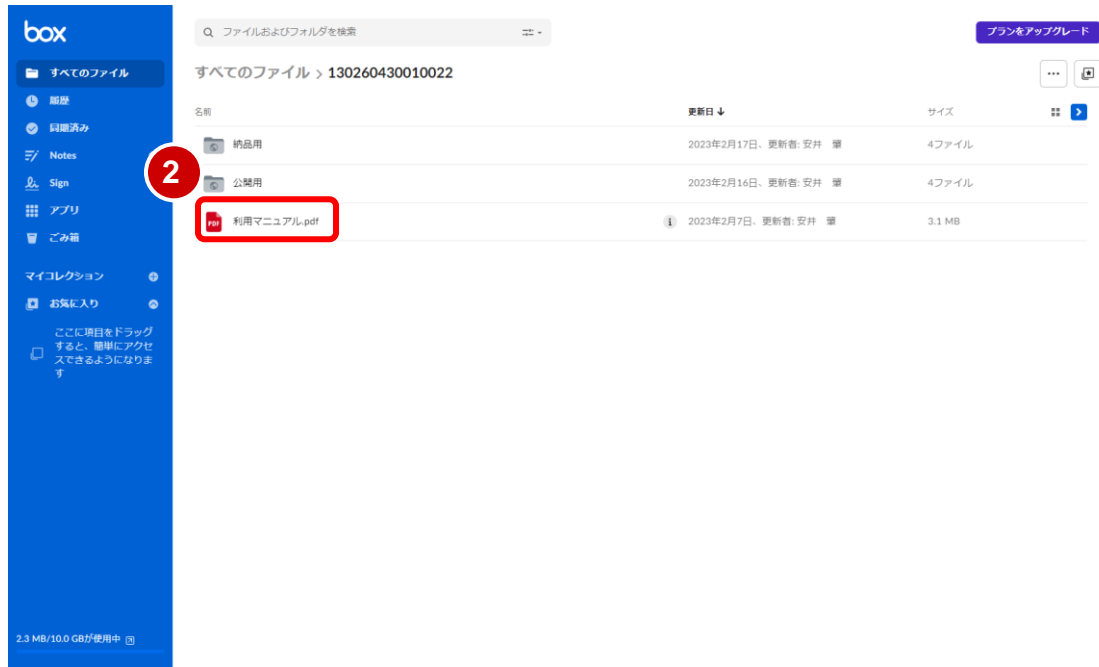 box
ファイルおよびフォルダを検索
プランをアップグレード
すべてのファイル
履歴
同期済み
Notes
Sign
アプリ
ごみ箱
マイコレクション
お気に入り
ここに項目をドラッグ
すると、簡単にアクセ
スできるようになりま
す
2.3 MB/10.0 GBが使用中
すべてのファイル > 130260430010022
名前 更新日 サイズ
納品用 2023年2月17日、更新者: 安井 肇 4ファイル
2
公開用 2023年2月16日、更新者: 安井 肇 4ファイル
PDF 利用マニュアル.pdf 2023年2月7日、更新者: 安井 肇 3.1 MB